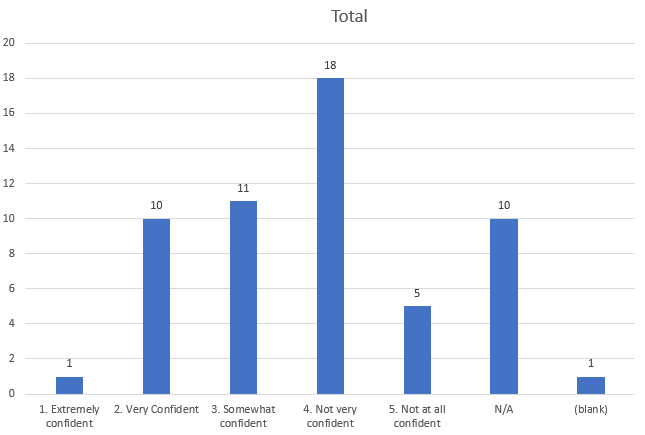 Total
20
18
16
14
12
10
8
6
4
2
0
1
10
11
18
5
10
1
1. Extremely
confident
2. Very Confident
3. Somewhat
confident
4. Not very
confident
5. Not at all
confident
N/A
(blank)